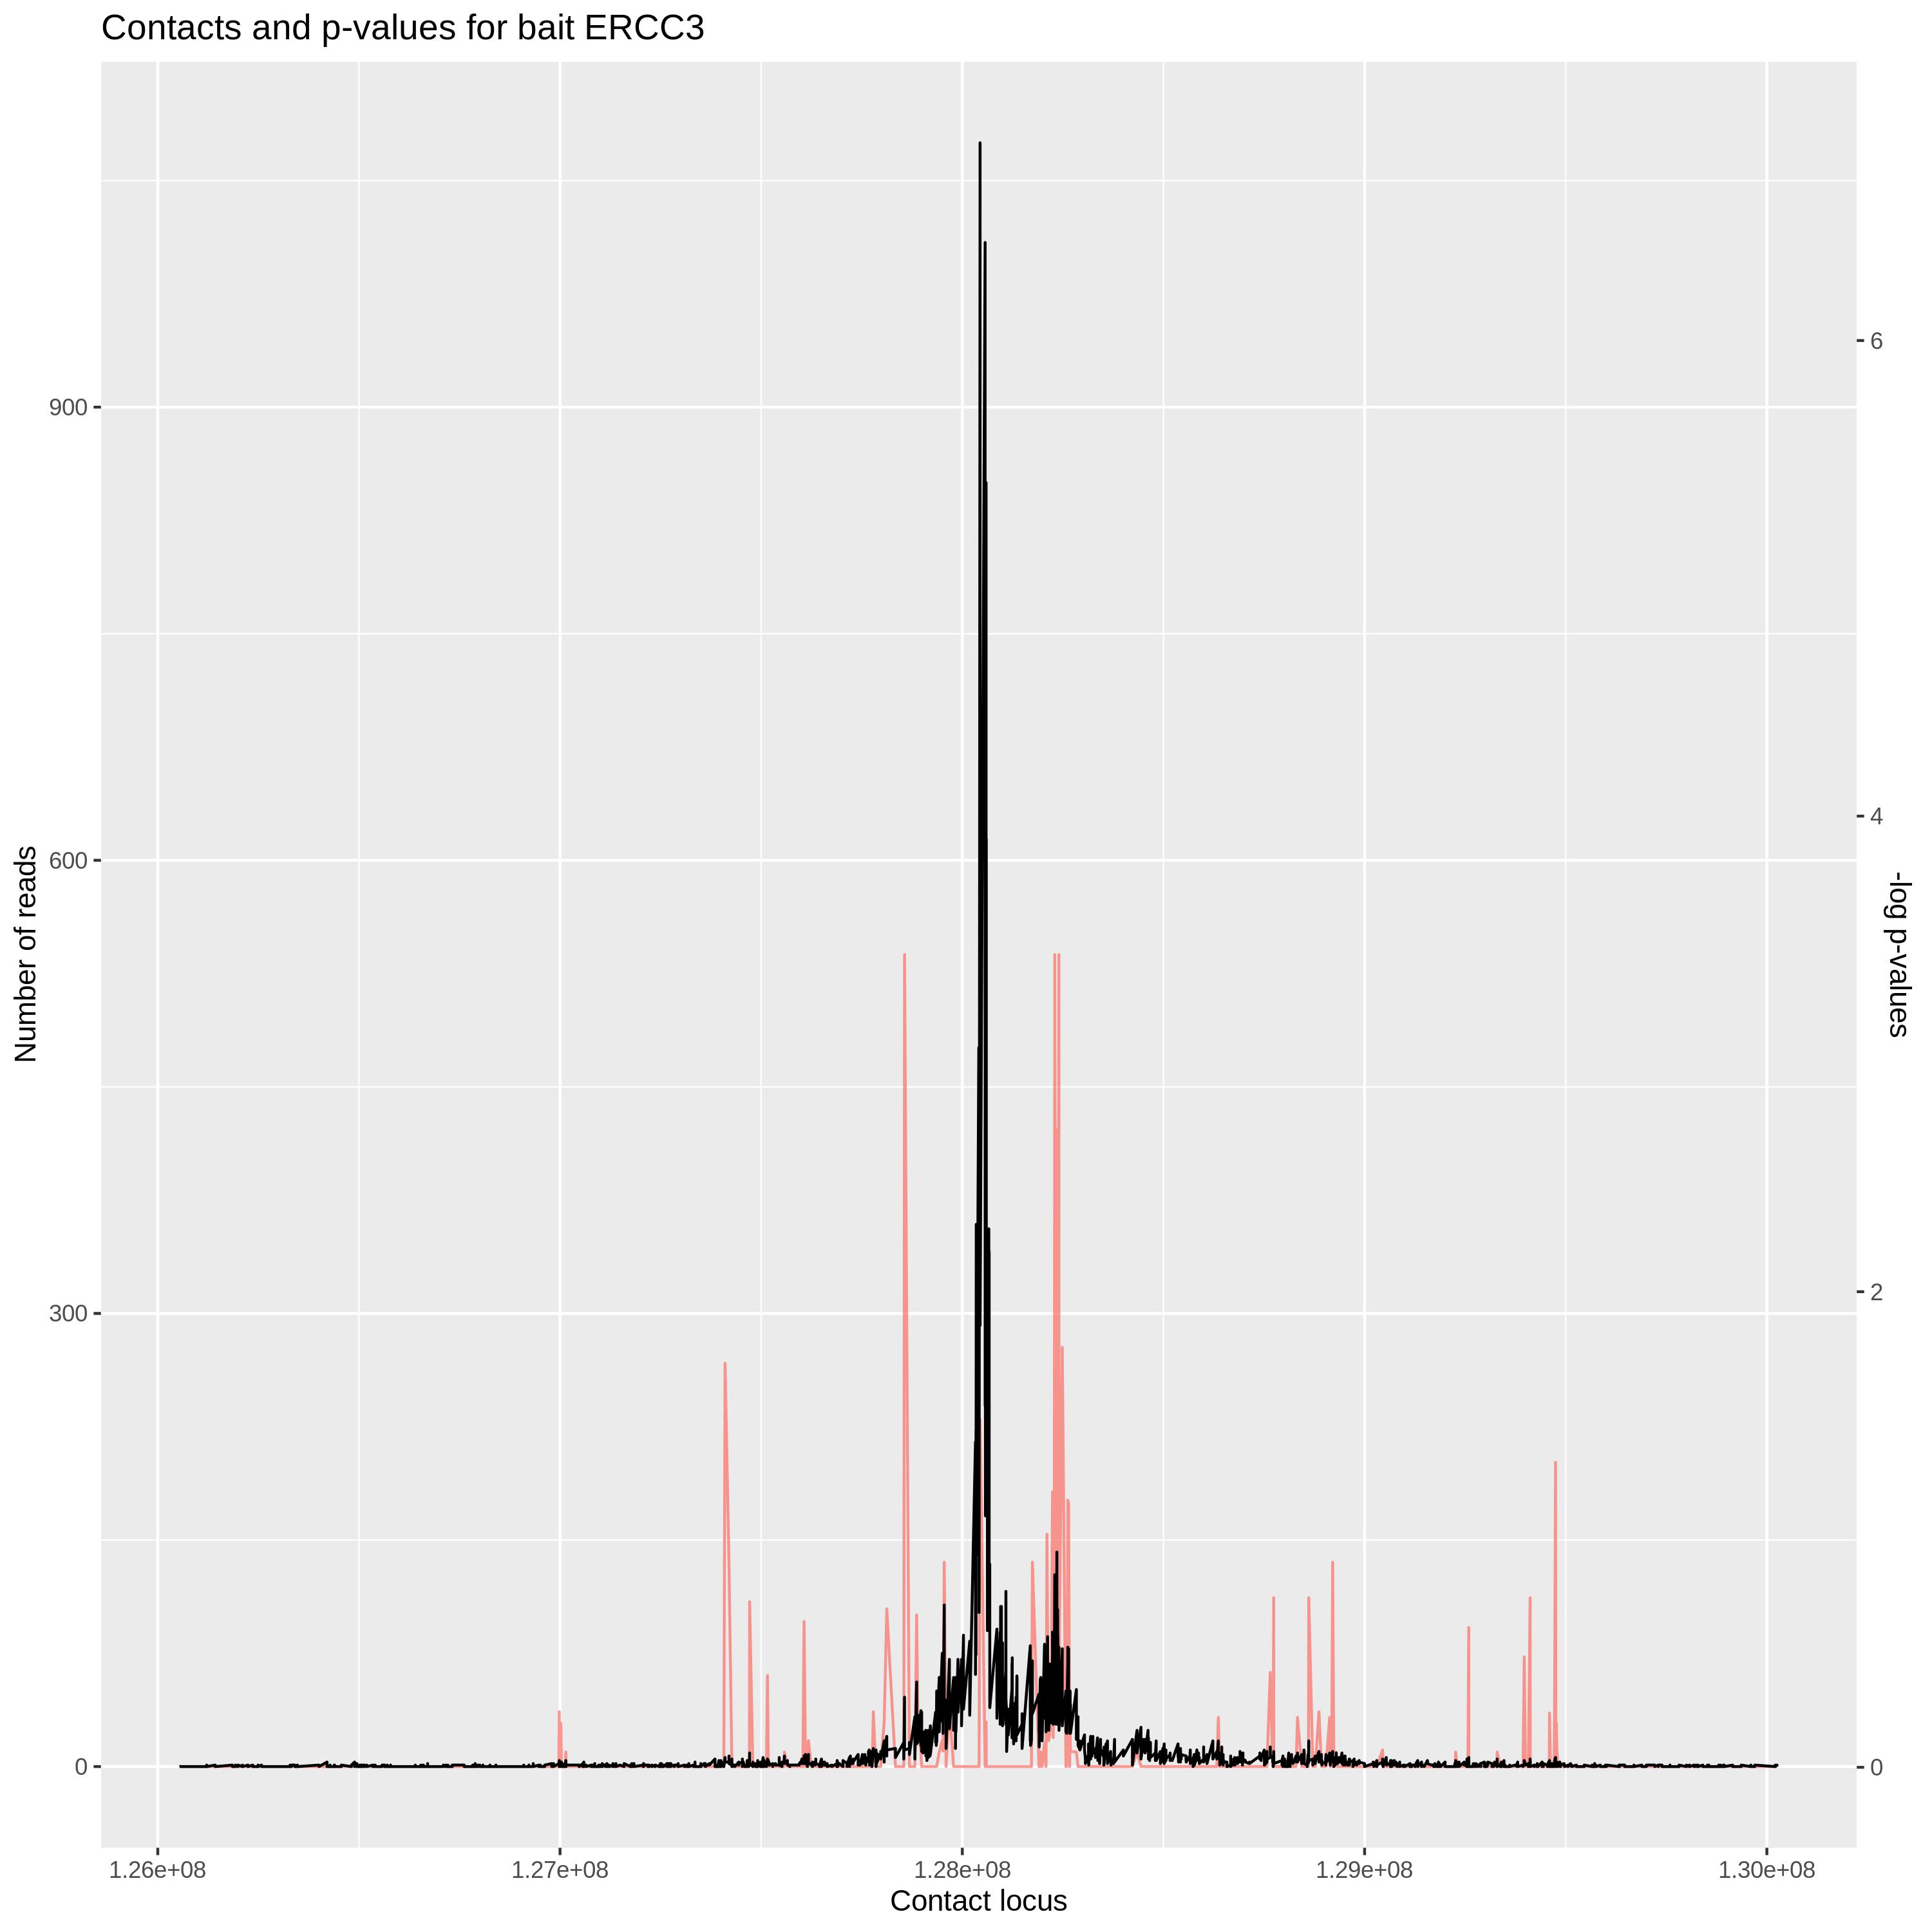 Contacts and p-values for bait ERCC3
Number of reads
900
600
300
0
6
4
2
0
-log p-values
1.26e+08
1.27e+08
1.28e+08
1.29e+08
1.30e+08
Contact locus